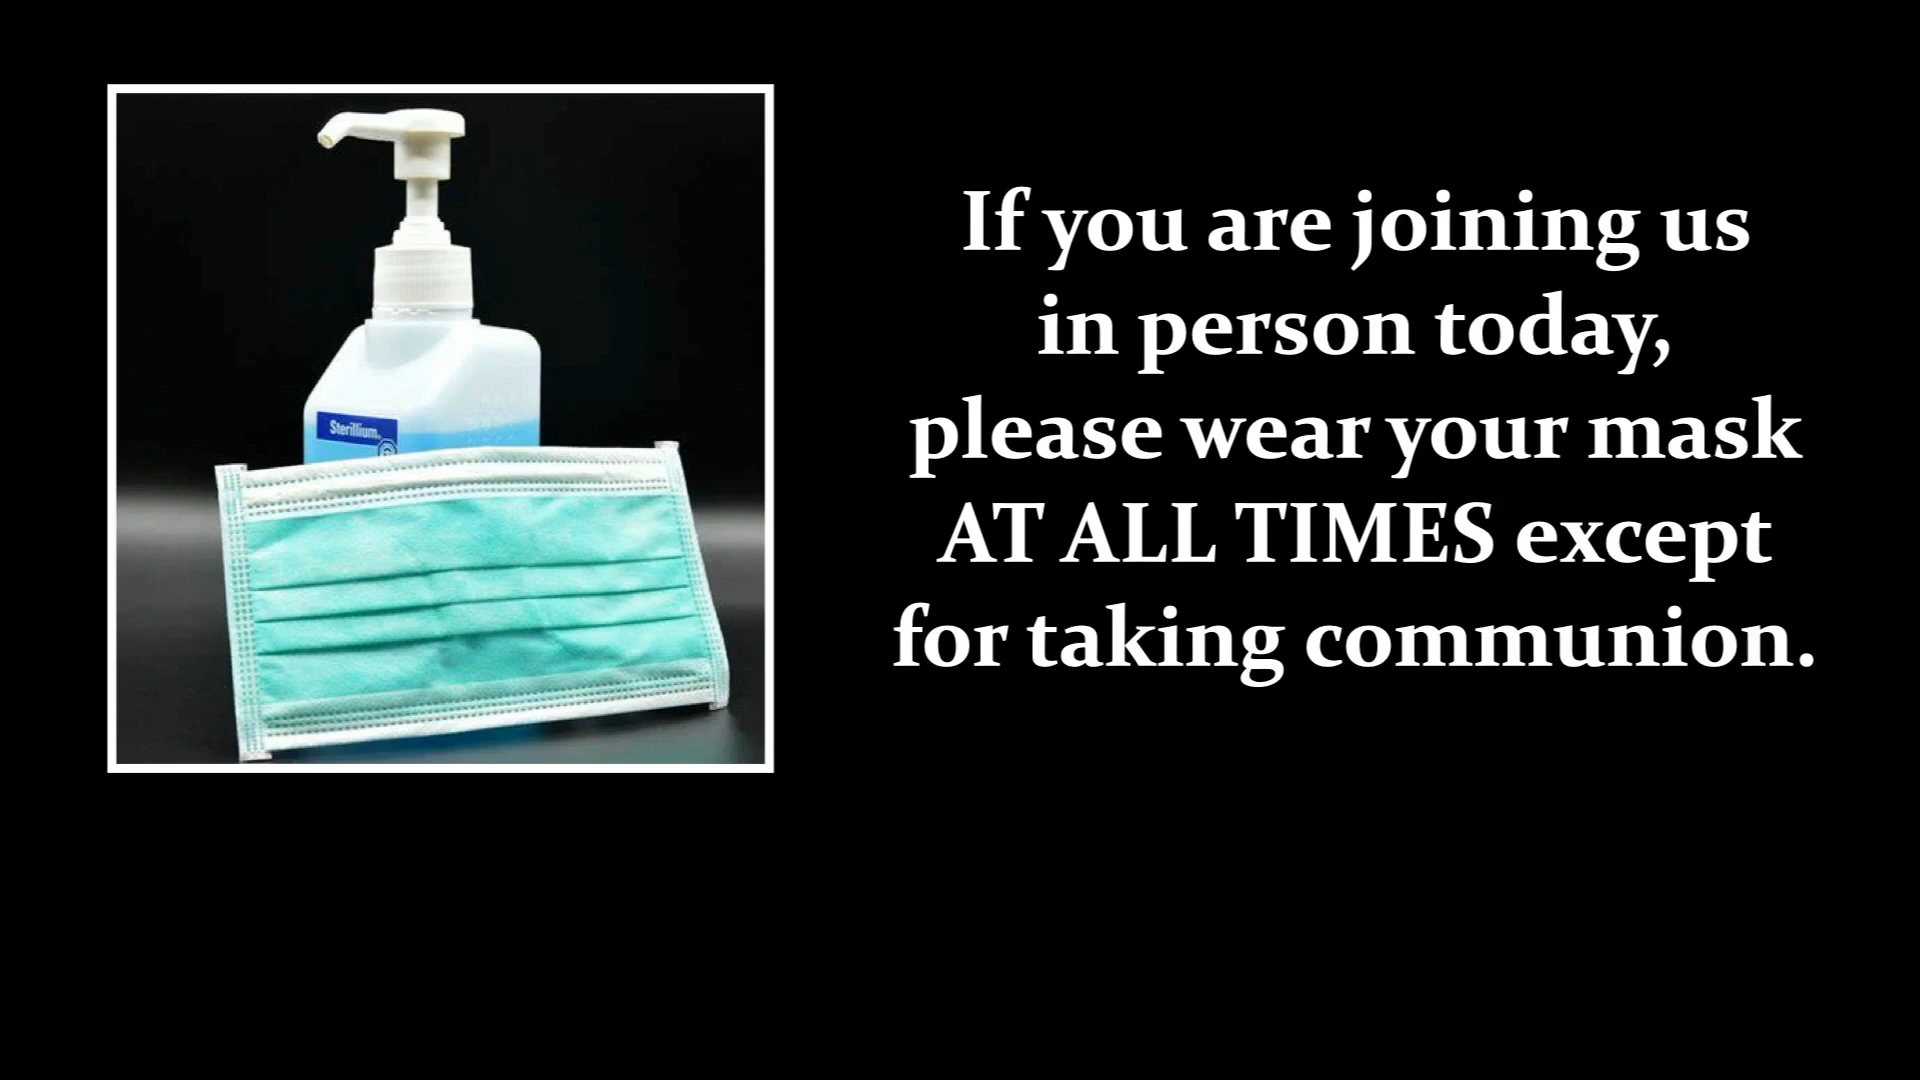 Sterillium
If you are joining us
in person today,
please wear your mask
AT ALL TIMES except
for taking communion.